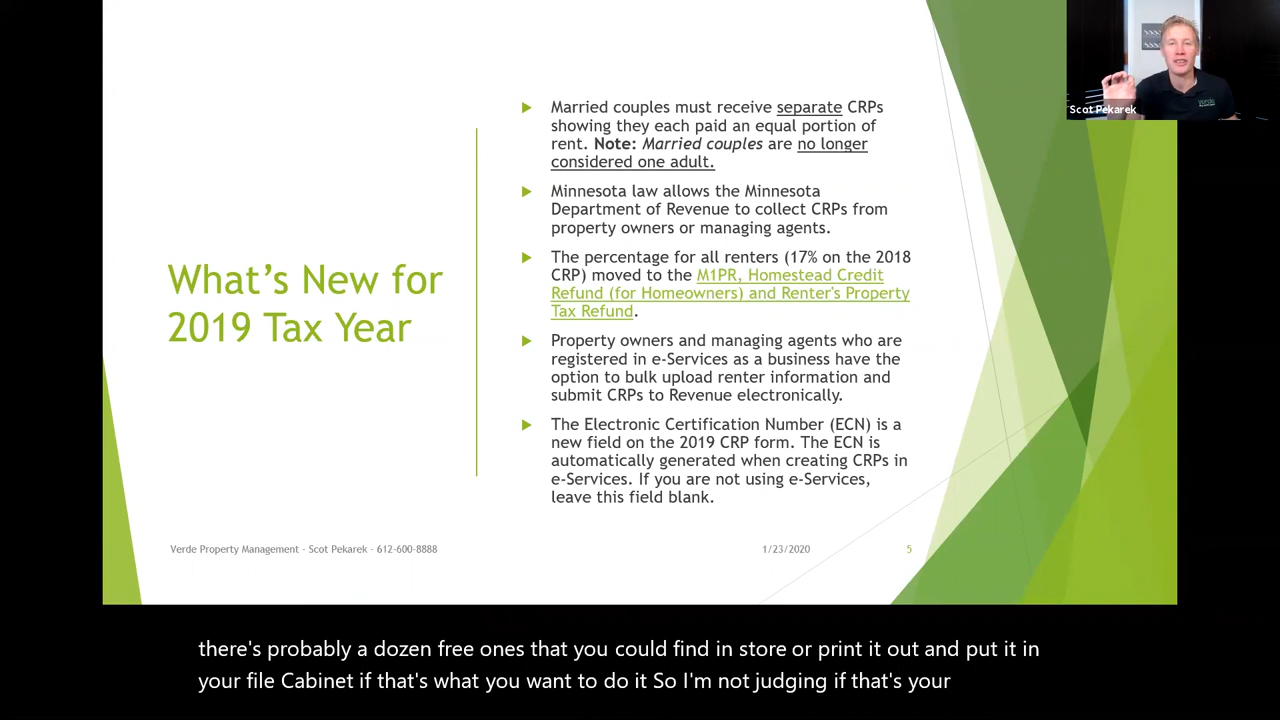 Scot Pekarek
What's New for
2019 Tax Year
Married couples must receive separate CRPs
showing they each paid an equal portion of
rent. Note: Married couples are no longer
considered one adult.
Minnesota law allows the Minnesota
Department of Revenue to collect CRPs from
property owners or managing agents.
The percentage for all renters (17% on the 2018
CRP) moved to the M1PR, Homestead Credit
Refund (for Homeowners) and Renter's Property
Tax Refund.
Property owners and managing agents who are
registered in e-Services as a business have the
option to bulk upload renter information and
submit CRPs to Revenue electronically.
The Electronic Certification Number (ECN) is a
new field on the 2019 CRP form. The ECN is
automatically generated when creating CRPs in
e-Services. If you are not using e-Services,
leave this field blank.
Verde Property Management - Scot Pekarek - 612-600-8888
1/23/2020
5
there's probably a dozen free ones that you could find in store or print it out and put it in
your file Cabinet if that's what you want to do it So I'm not judging if that's your